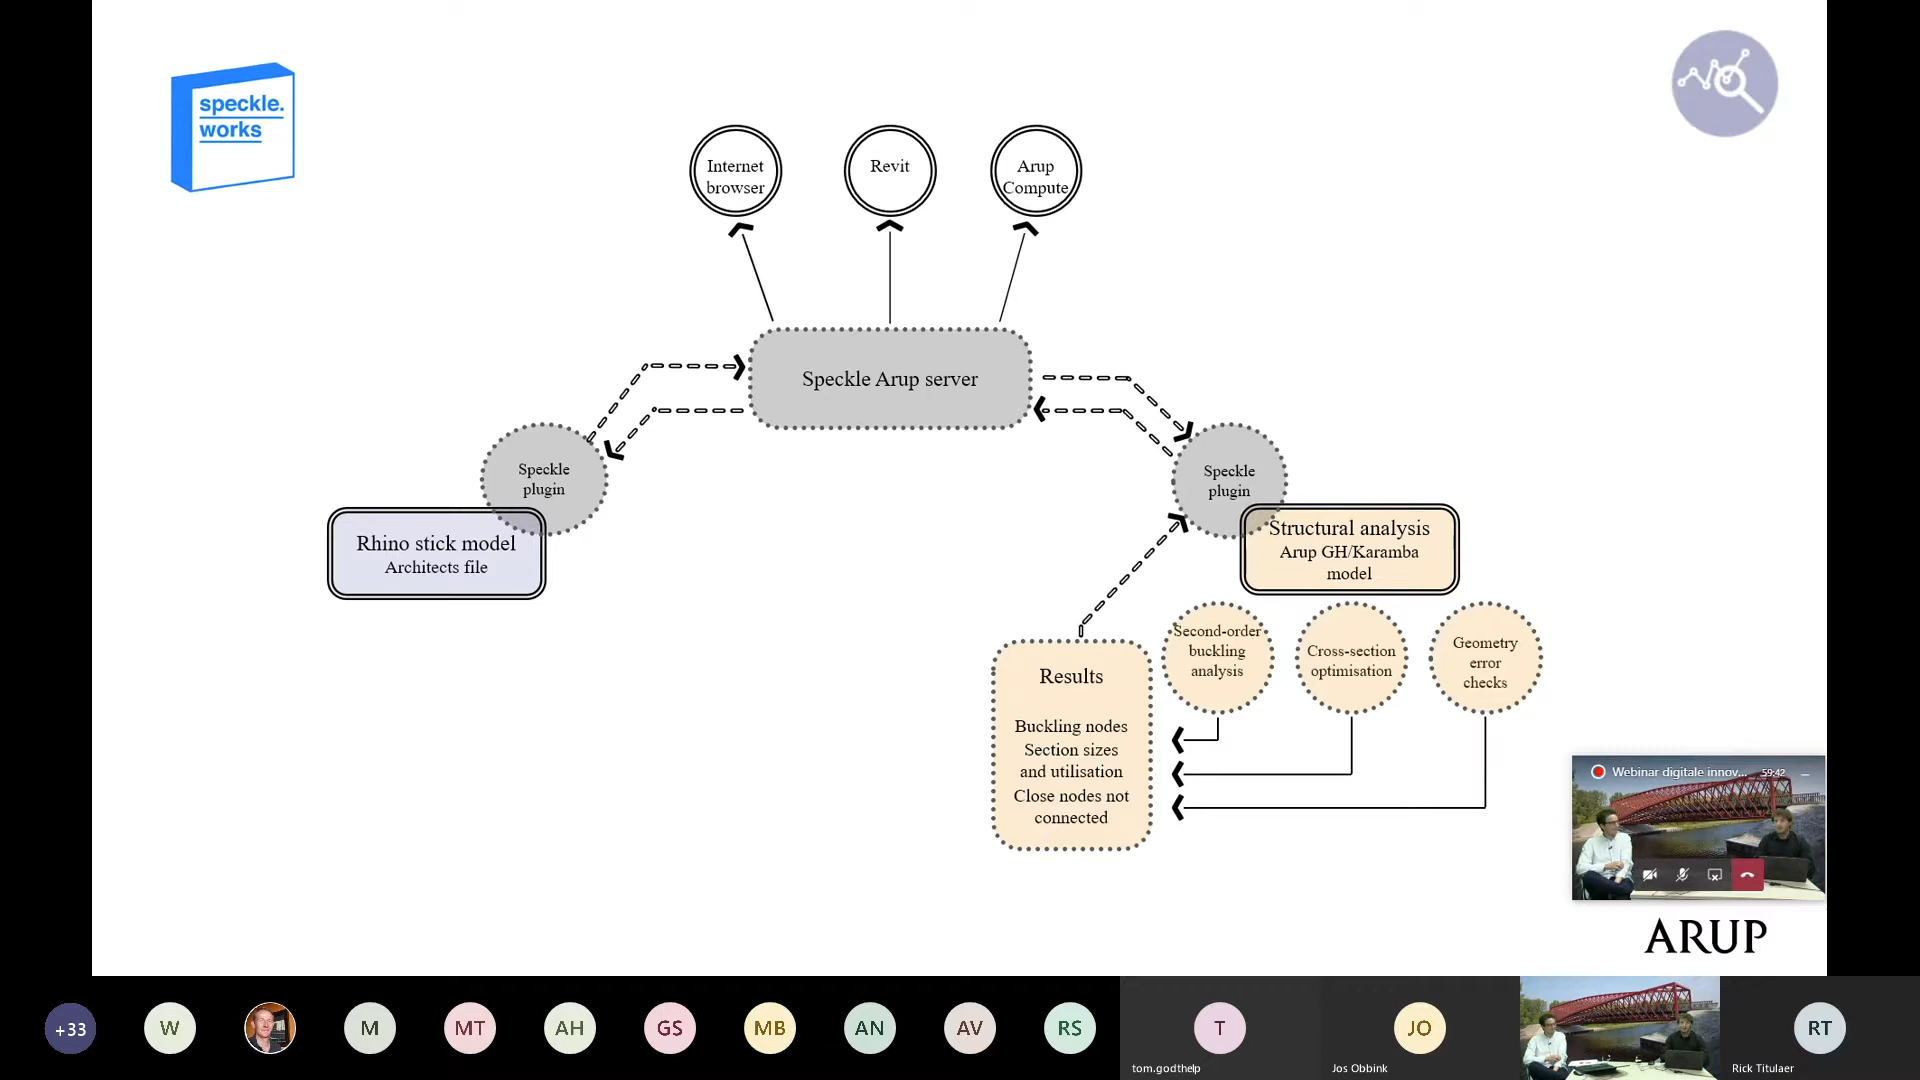 speckle.
works
Internet
browser
Revit
Arup
Compute
Speckle Arup server
Speckle
plugin
Rhino stick model
Architects file
Speckle
plugin
Structural analysis
Arup GH/Karamba
model
Second-order
buckling
analysis
Cross-section
optimisation
Geometry
error
checks
Results
Buckling nodes
Section sizes
and utilisation
Close nodes not
connected
Webinar digitale innov... 59:42
ARUP
+33
W
M
MT
AH
GS
MB
AN
AV
RS
T
JO
RT
tom.godthelp
Jos Obbink
Rick Titulaer